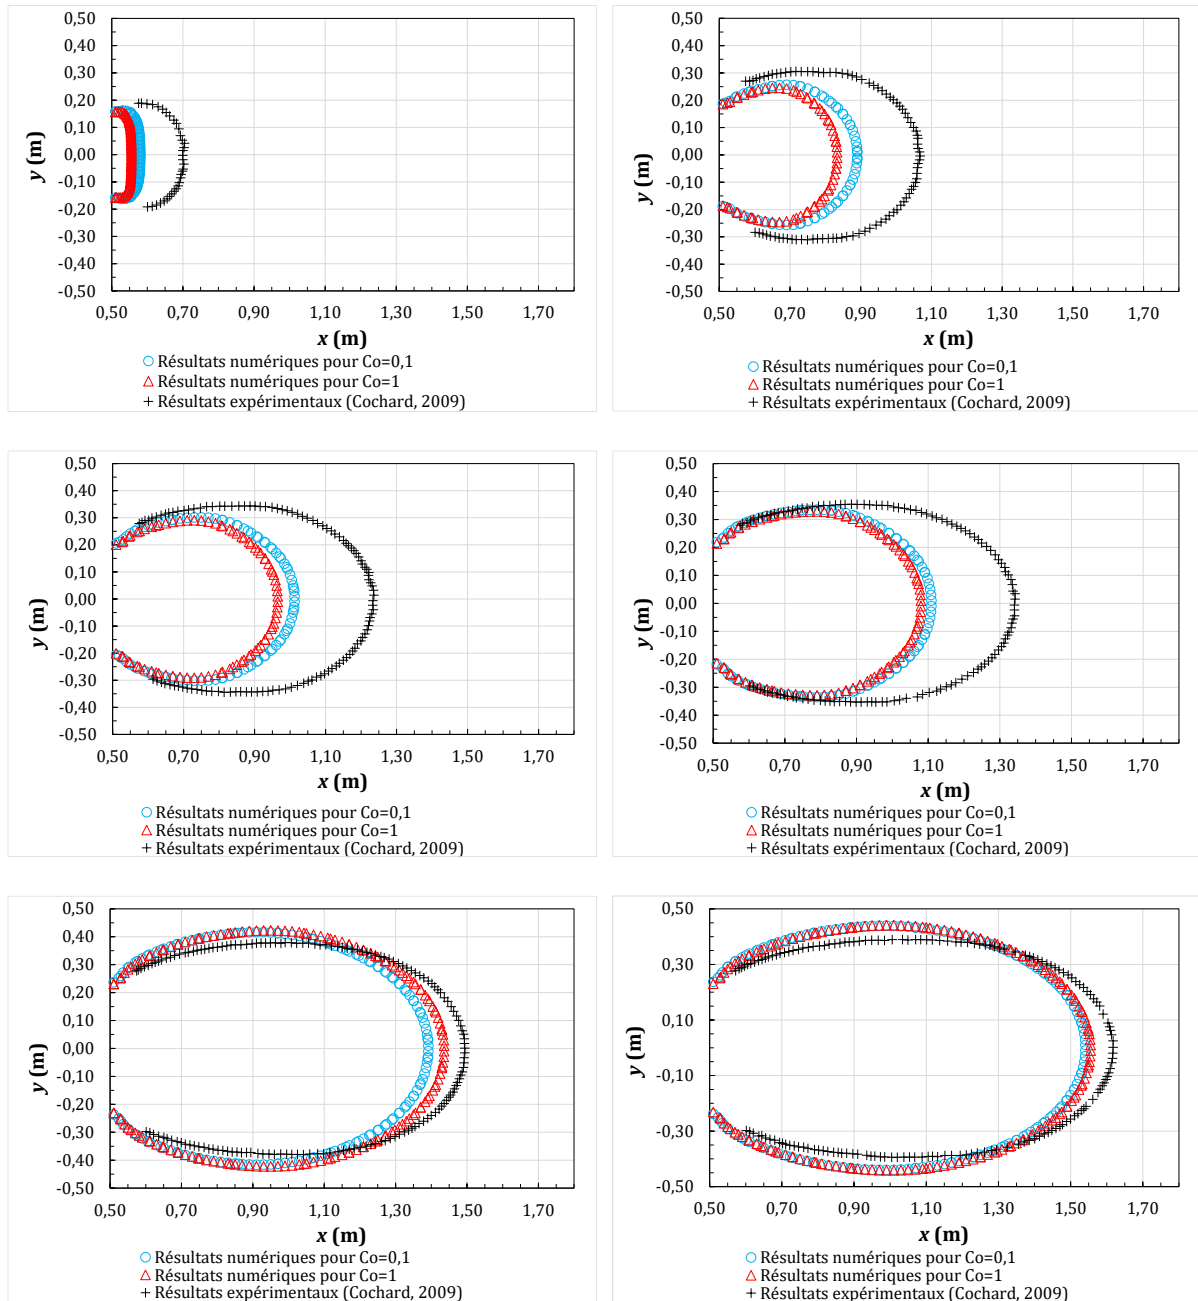 0,50
0,40
0,30
0,20
0,10
0,00
-0,10
-0,20
-0,30
-0,40
-0,50
y (m)
0,50 0,70 0,90 1,10 1,30 1,50 1,70
x (m)
Résultats numériques pour Co=0,1
Résultats numériques pour Co=1
Résultats expérimentaux (Cochard, 2009)
0,50
0,40
0,30
0,20
0,10
0,00
-0,10
-0,20
-0,30
-0,40
-0,50
y (m)
0,50 0,70 0,90 1,10 1,30 1,50 1,70
x (m)
Résultats numériques pour Co=0,1
Résultats numériques pour Co=1
Résultats expérimentaux (Cochard, 2009)
0,50
0,40
0,30
0,20
0,10
0,00
-0,10
-0,20
-0,30
-0,40
-0,50
y (m)
0,50 0,70 0,90 1,10 1,30 1,50 1,70
x (m)
Résultats numériques pour Co=0,1
Résultats numériques pour Co=1
Résultats expérimentaux (Cochard, 2009)
0,50
0,40
0,30
0,20
0,10
0,00
-0,10
-0,20
-0,30
-0,40
-0,50
y (m)
0,50 0,70 0,90 1,10 1,30 1,50 1,70
x (m)
Résultats numériques pour Co=0,1
Résultats numériques pour Co=1
Résultats expérimentaux (Cochard, 2009)
0,50
0,40
0,30
0,20
0,10
0,00
-0,10
-0,20
-0,30
-0,40
-0,50
y (m)
0,50 0,70 0,90 1,10 1,30 1,50 1,70
x (m)
Résultats numériques pour Co=0,1
Résultats numériques pour Co=1
Résultats expérimentaux (Cochard, 2009)
0,50
0,30
0,10
-0,10
-0,30
-0,50
y (m)
0,50 0,70 0,90 1,10 1,30 1,50 1,70
x (m)
Résultats numériques pour Co=0,1
Résultats numériques pour Co=1
Résultats expérimentaux (Cochard, 2009)